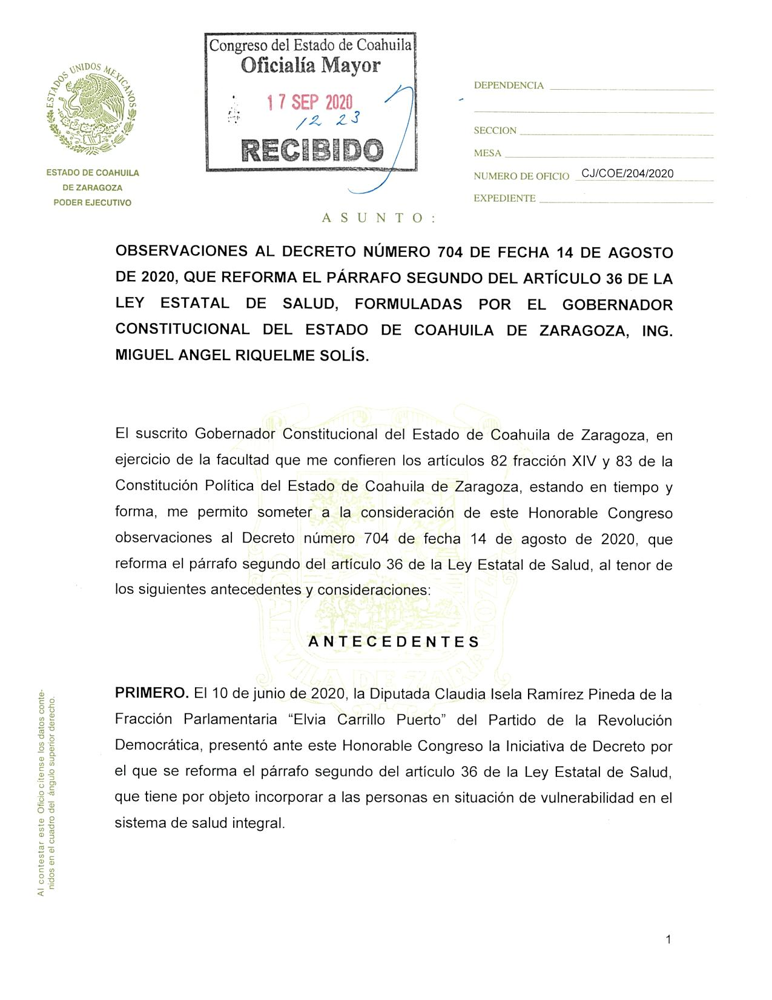 Congreso del Estado de Coahuila
Oficialía Mayor
17 SEP 2020
12 23
RECIBIDO
ESTADOS UNIDOS MEXICANOS
ESTADO DE COAHUILA
DE ZARAGOZA
PODER EJECUTIVO
DEPENDENCIA
SECCION
MESA
NUMERO DE OFICIO CJ/COE/204/2020
EXPEDIENTE
ASUNTO:
OBSERVACIONES AL DECRETO NÚMERO 704 DE FECHA 14 DE AGOSTO
DE 2020, QUE REFORMA EL PÁRRAFO SEGUNDO DEL ARTÍCULO 36 DE LA
LEY ESTATAL DE SALUD, FORMULADAS POR EL GOBERNADOR
CONSTITUCIONAL DEL ESTADO DE COAHUILA DE ZARAGOZA, ING.
MIGUEL ANGEL RIQUELME SOLÍS.
El suscrito Gobernador Constitucional del Estado de Coahuila de Zaragoza, en
ejercicio de la facultad que me confieren los artículos 82 fracción XIV y 83 de la
Constitución Política del Estado de Coahuila de Zaragoza, estando en tiempo y
forma, me permito someter a la consideración de este Honorable Congreso
observaciones al Decreto número 704 de fecha 14 de agosto de 2020, que
reforma el párrafo segundo del artículo 36 de la Ley Estatal de Salud, al tenor de
los siguientes antecedentes y consideraciones:
ANTECEDENTES
COAHVILA DE ZARAGOZA
PRIMERO. El 10 de junio de 2020, la Diputada Claudia Isela Ramírez Pineda de la
Fracción Parlamentaria “Elvia Carrillo Puerto” del Partido de la Revolución
Democrática, presentó ante este Honorable Congreso la Iniciativa de Decreto por
el que se reforma el párrafo segundo del artículo 36 de la Ley Estatal de Salud,
que tiene por objeto incorporar a las personas en situación de vulnerabilidad en el
sistema de salud integral.
Al contestar este Oficio cítense los datos conte-
nidos en el cuadro del ángulo superior derecho.
1